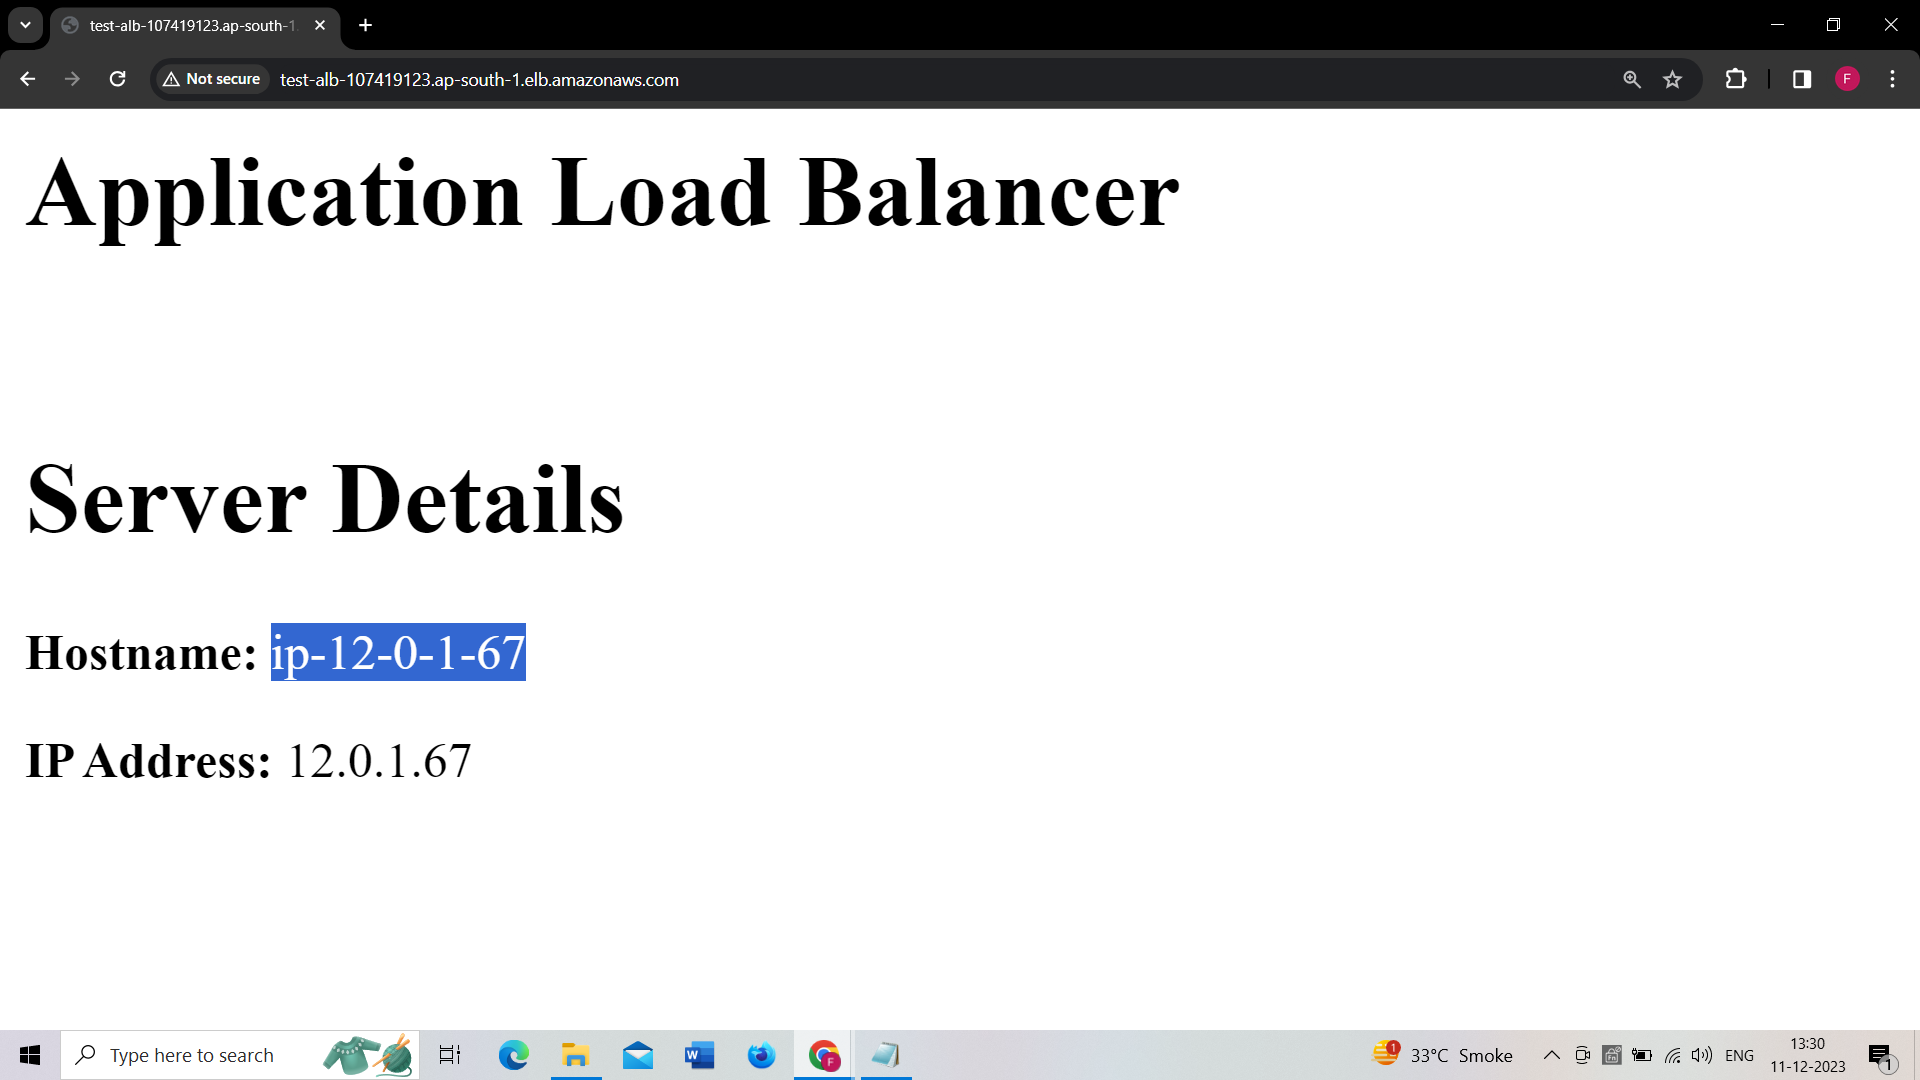 test-alb-107419123.ap-south-1.
Not secure
test-alb-107419123.ap-south-1.elb.amazonaws.com
F
Application Load Balancer
Server Details
Hostname: ip-12-0-1-67
IP Address: 12.0.1.67
Type here to search
W
F
1
33°C Smoke
ENG
13:30
11-12-2023
1